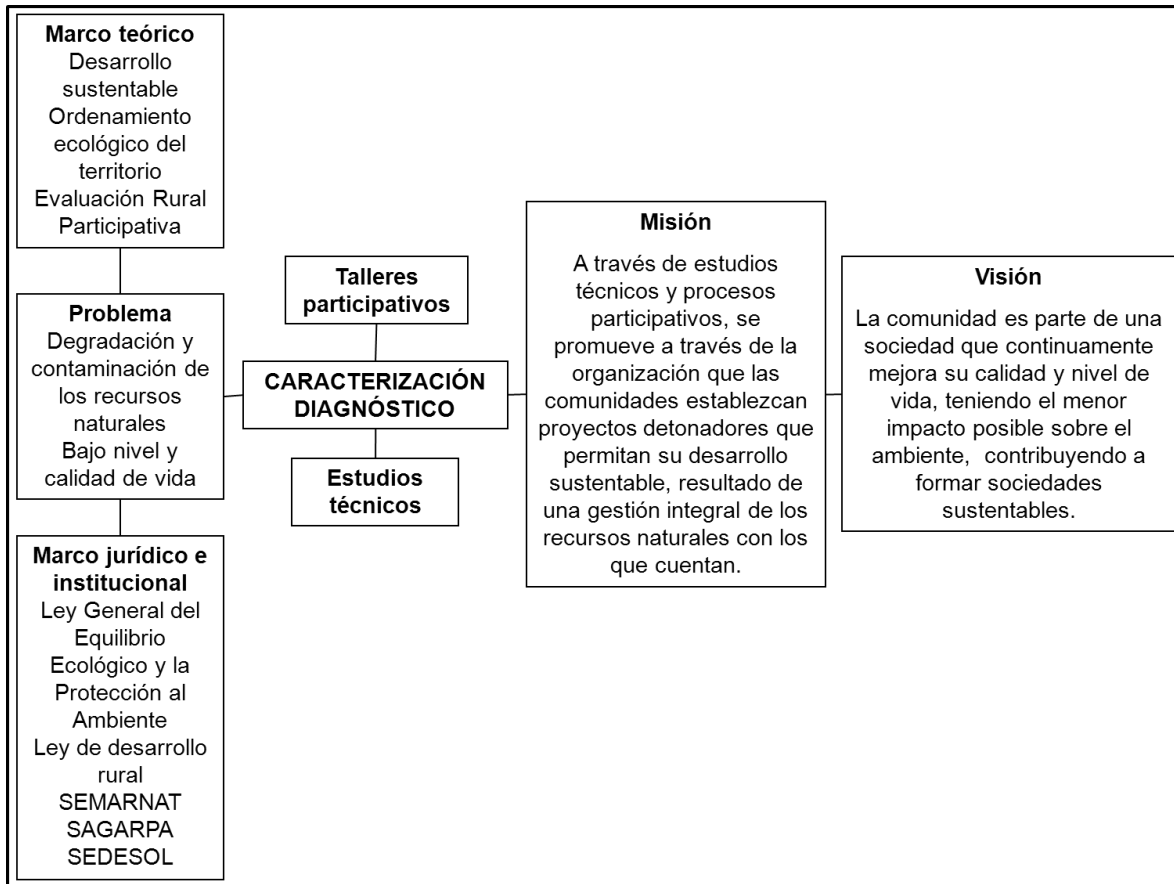 Marco teórico
Desarrollo
sustentable
Ordenamiento
ecológico del
territorio
Evaluación Rural
Participativa
Problema
Degradación y
contaminación de
los recursos
naturales
Bajo nivel y
calidad de vida
Marco jurídico e
institucional
Ley General del
Equilibrio
Ecológico y la
Protección al
Ambiente
Ley de desarrollo
rural
SEMARNAT
SAGARPA
SEDESOL
Talleres
participativos
CARACTERIZACIÓN
DIAGNÓSTICO
Estudios
técnicos
Misión
A través de estudios
técnicos y procesos
participativos, se
promueve a través de la
organización que las
comunidades establezcan
proyectos detonadores que
permitan su desarrollo
sustentable, resultado de
una gestión integral de los
recursos naturales con los
que cuentan.
Visión
La comunidad es parte de una
sociedad que continuamente
mejora su calidad y nivel de
vida, teniendo el menor
impacto posible sobre el
ambiente, contribuyendo a
formar sociedades
sustentables.